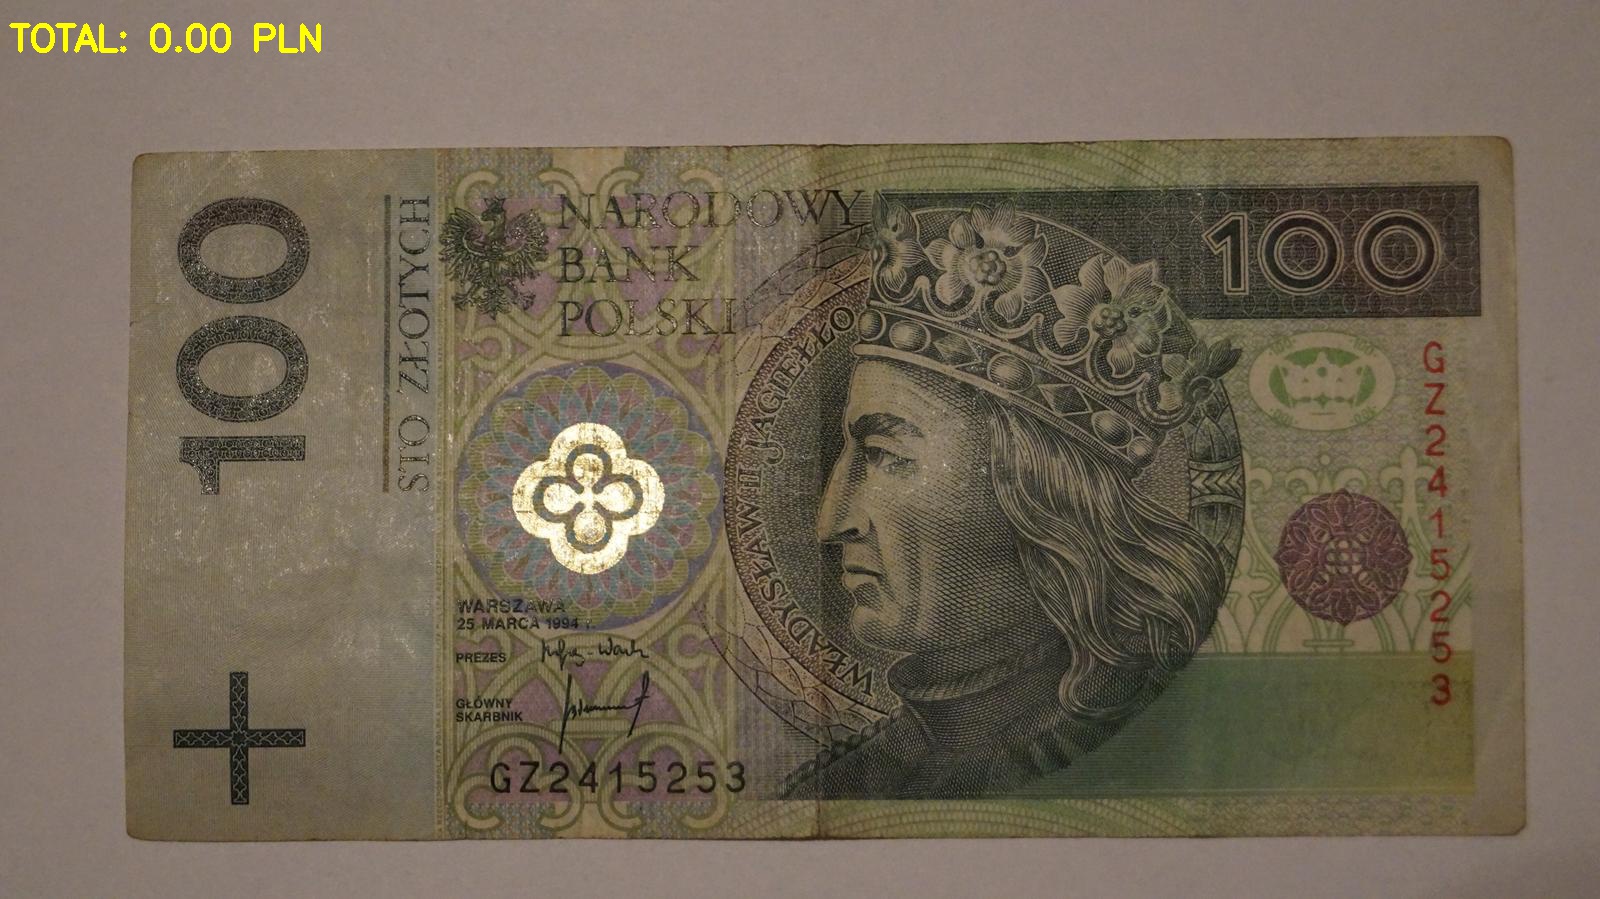 TOTAL: 0.00 PLN
100
STO ZŁOTYCH
NARODOWY
BANK
POLSKI
100
WŁADYSŁAW II JAGIEŁŁO
GZ2415253
WARSZAWA
25 MARCA 1994 r.
PREZES
GŁÓWNY
SKARBNIK
GZ2415253